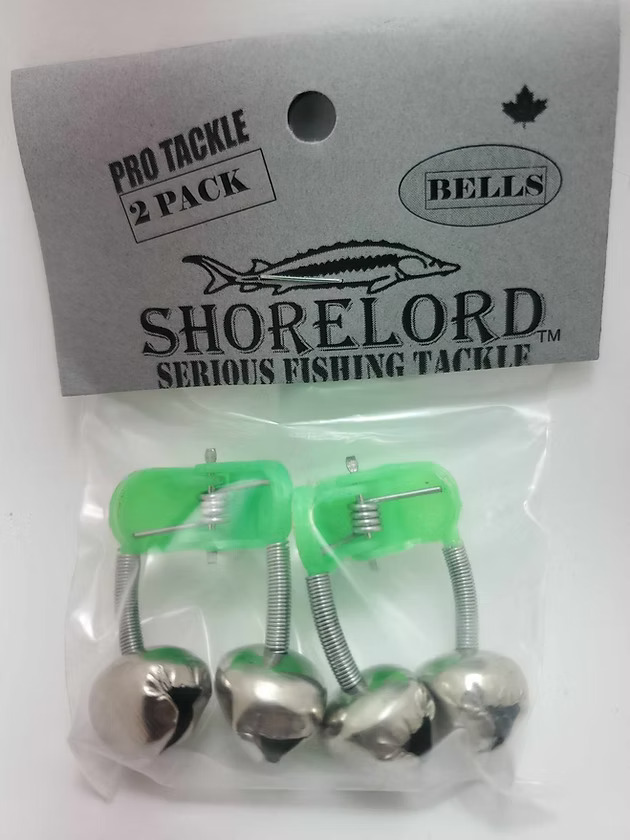 PRO TACKLE
2 PACK
BELLS
SHORELORD™
SERIOUS FISHING TACKLE